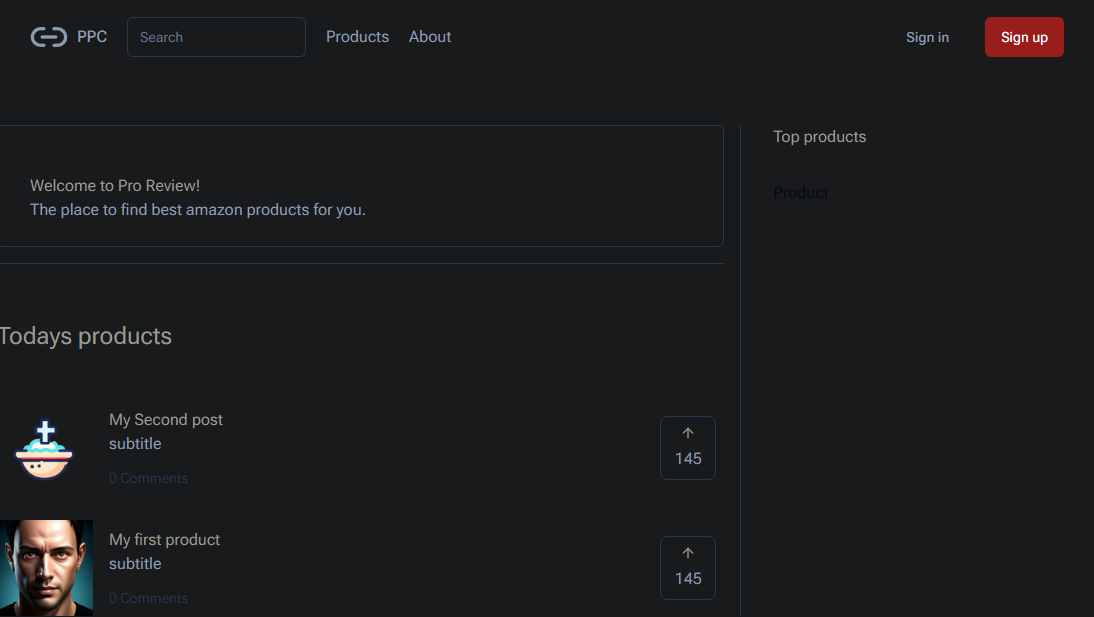 PPC
Search
Products
About
Sign in
Sign up
Welcome to Pro Review!
The place to find best amazon products for you.
Todays products
My Second post
subtitle
0 Comments
145
My first product
subtitle
0 Comments
145
Top products
Product